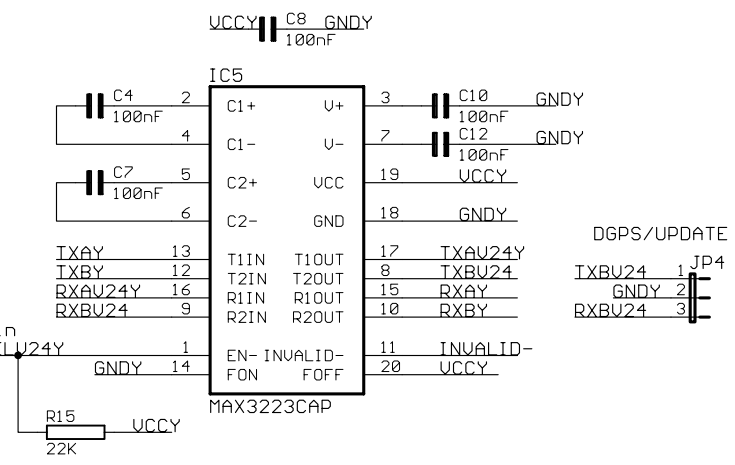 VCCY C8 GNDY
100nF
IC5
C4 2 C1+ V+ 3 C10 GNDY
100nF 100nF
4 C1- V- 7 C12 GNDY
100nF
C7 5 C2+ VCC 19 VCCY
100nF
6 C2- GND 18 GNDY
DGPS/UPDATE
TXAY 13 T1IN T1OUT 17 TXAV24Y JP4
TXBY 12 T2IN T2OUT 8 TXBV24 TXBV24 1
RXAV24Y 16 R1IN R1OUT 15 RXAY GNDY 2
RXBV24 9 R2IN R2OUT 10 RXBY RXBV24 3
LV24Y 1 EN- INVALID- 11 INVALID-
GNDY 14 FON FOFF 20 VCCY
MAX3223CAP
R15 VCCY
22K